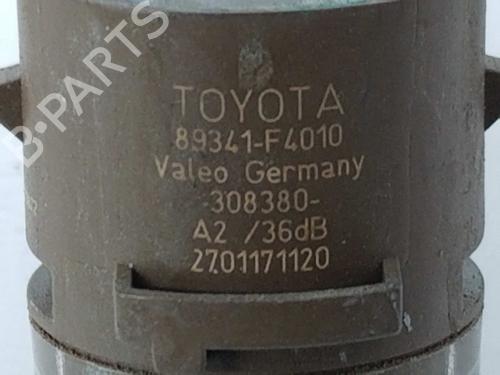 B-PARTS
TOYOTA
89341-F4010
Valeo Germany
-308380-
A2 /36dB
2701171120